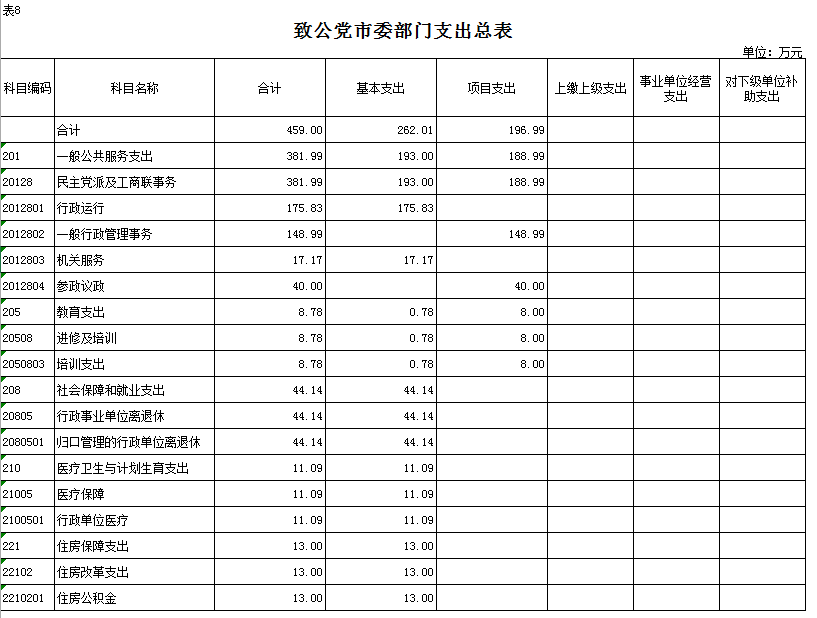 表8
致公党市委部门支出总表
单位：万元
科目编码 科目名称 合计 基本支出 项目支出 上缴上级支出 事业单位经营支出 对下级单位补助支出
合计 459.00 262.01 196.99
201 一般公共服务支出 381.99 193.00 188.99
20128 民主党派及工商联事务 381.99 193.00 188.99
2012801 行政运行 175.83 175.83
2012802 一般行政管理事务 148.99 148.99
2012803 机关服务 17.17 17.17
2012804 参政议政 40.00 40.00
205 教育支出 8.78 0.78 8.00
20508 进修及培训 8.78 0.78 8.00
2050803 培训支出 8.78 0.78 8.00
208 社会保障和就业支出 44.14 44.14
20805 行政事业单位离退休 44.14 44.14
2080501 归口管理的行政单位离退休 44.14 44.14
210 医疗卫生与计划生育支出 11.09 11.09
21005 医疗保障 11.09 11.09
2100501 行政单位医疗 11.09 11.09
221 住房保障支出 13.00 13.00
22102 住房改革支出 13.00 13.00
2210201 住房公积金 13.00 13.00